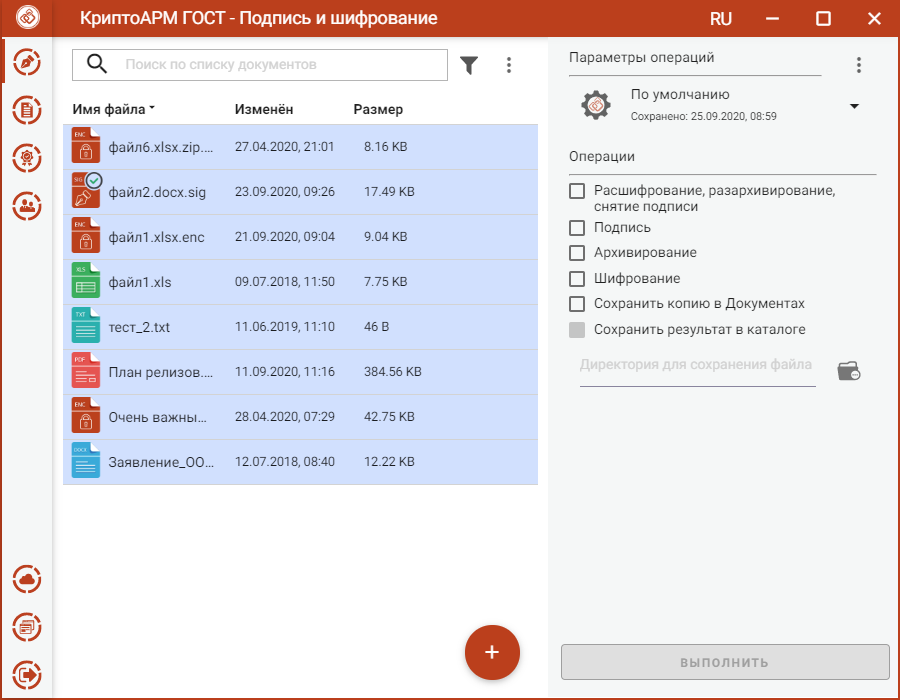 КриптоАРМ ГОСТ - Подпись и шифрование
RU
Поиск по списку документов
Имя файла Изменён Размер
ENC
файл6.xlsx.zip.... 27.04.2020, 21:01 8.16 KB
SIG
файл2.docx.sig 23.09.2020, 09:26 17.49 KB
ENC
файл1.xlsx.enc 21.09.2020, 09:04 9.04 KB
XLS
файл1.xls 09.07.2018, 11:50 7.75 KB
TXT
тест_2.txt 11.06.2019, 11:10 46 B
PDF
План релизов.... 11.09.2020, 11:16 384.56 KB
ENC
Очень важны... 28.04.2020, 07:29 42.75 KB
DOCX
Заявление_ОО... 12.07.2018, 08:40 12.22 KB
Параметры операций
По умолчанию
Сохранено: 25.09.2020, 08:59
Операции
Расшифрование, разархивирование,
снятие подписи
Подпись
Архивирование
Шифрование
Сохранить копию в Документах
Сохранить результат в каталоге
Директория для сохранения файла
ВЫПОЛНИТЬ